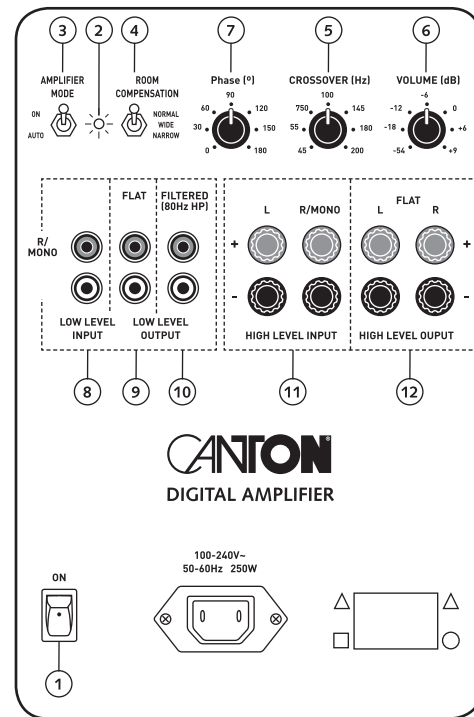 3 2 4 7 5 6
AMPLIFIER MODE
ROOM COMPENSATION
Phase (º)
CROSSOVER (Hz)
VOLUME (dB)
ON
AUTO
NORMAL
WIDE
NARROW
90
60 120
30 150
0 180
100
750 145
55 180
45 200
-6
-12 0
-18 +6
-54 +9
R/
MONO
FLAT
FILTERED
(80Hz HP)
LOW LEVEL
INPUT
LOW LEVEL
OUTPUT
L R/MONO
+
-
HIGH LEVEL INPUT
FLAT
L R
+
-
HIGH LEVEL OUPUT
8 9 10 11 12
CANTON
DIGITAL AMPLIFIER
100-240V~
50-60Hz 250W
ON
1